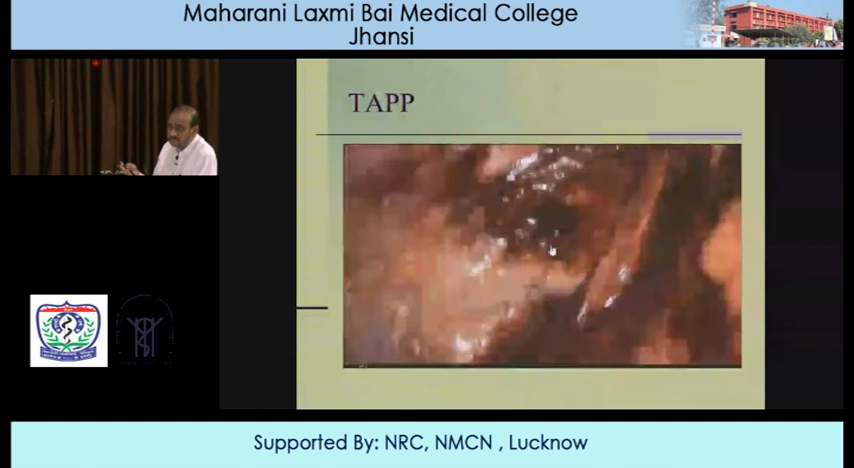 Maharani Laxmi Bai Medical College
Jhansi
TAPP
Supported By: NRC, NMCN , Lucknow